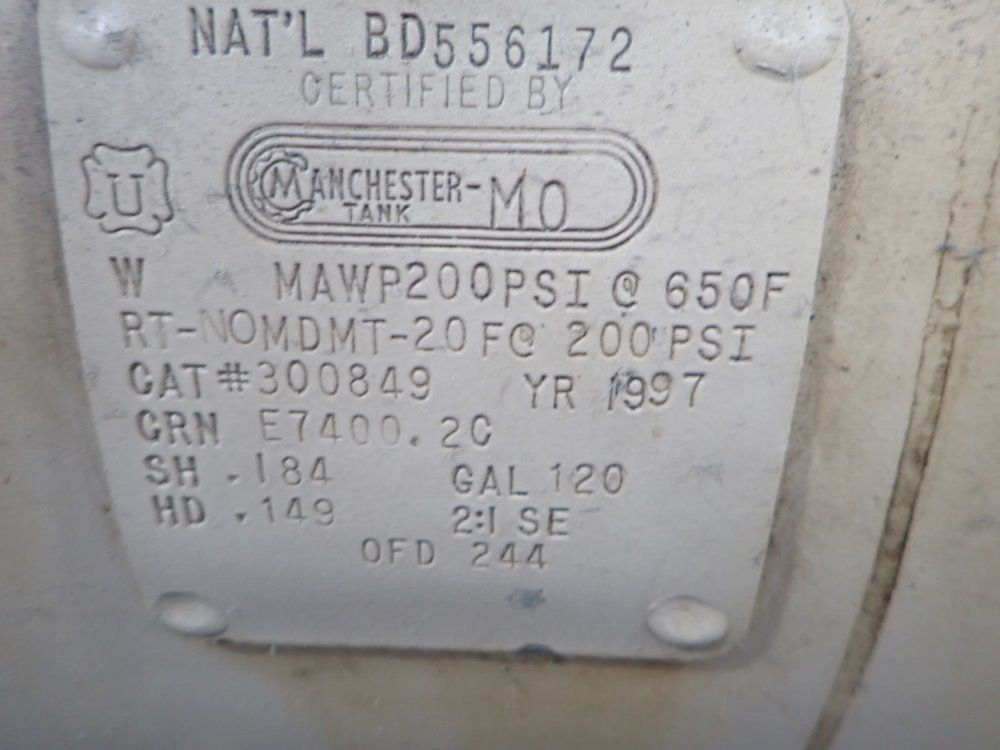 NAT'L BD556172
CERTIFIED BY
U
MANCHESTER-MO
TANK
W MAWP200PSI @ 650F
RT-NOMDMT-20F@ 200PSI
CAT#300849 YR 1997
CRN E7400.2C
SH .184 GAL 120
HD .149 2:1 SE
OFD 244